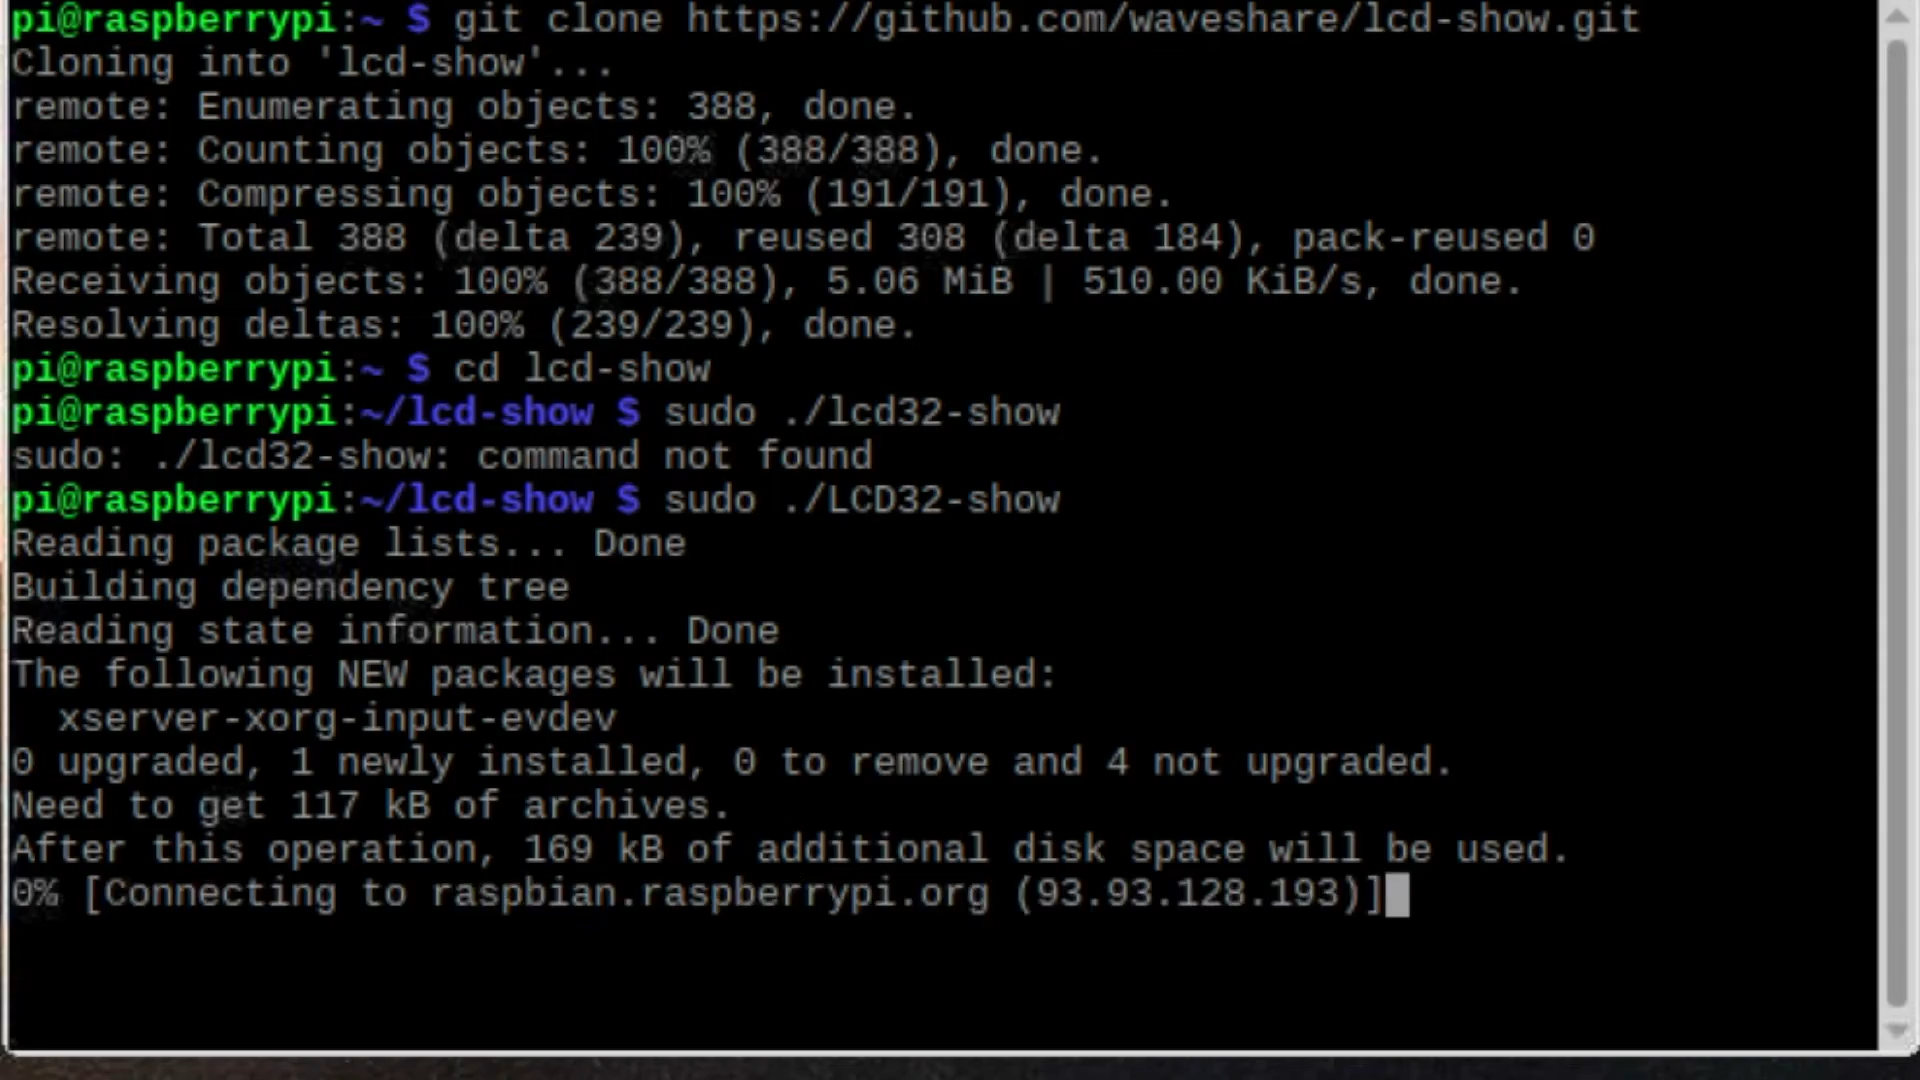 pi@raspberrypi:~ $ git clone https://github.com/waveshare/lcd-show.git
Cloning into 'lcd-show'...
remote: Enumerating objects: 388, done.
remote: Counting objects: 100% (388/388), done.
remote: Compressing objects: 100% (191/191), done.
remote: Total 388 (delta 239), reused 308 (delta 184), pack-reused 0
Receiving objects: 100% (388/388), 5.06 MiB | 510.00 KiB/s, done.
Resolving deltas: 100% (239/239), done.
pi@raspberrypi:~ $ cd lcd-show
pi@raspberrypi:~/lcd-show $ sudo ./lcd32-show
sudo: ./lcd32-show: command not found
pi@raspberrypi:~/lcd-show $ sudo ./LCD32-show
Reading package lists... Done
Building dependency tree
Reading state information... Done
The following NEW packages will be installed:
  xserver-xorg-input-evdev
0 upgraded, 1 newly installed, 0 to remove and 4 not upgraded.
Need to get 117 kB of archives.
After this operation, 169 kB of additional disk space will be used.
0% [Connecting to raspbian.raspberrypi.org (93.93.128.193)]